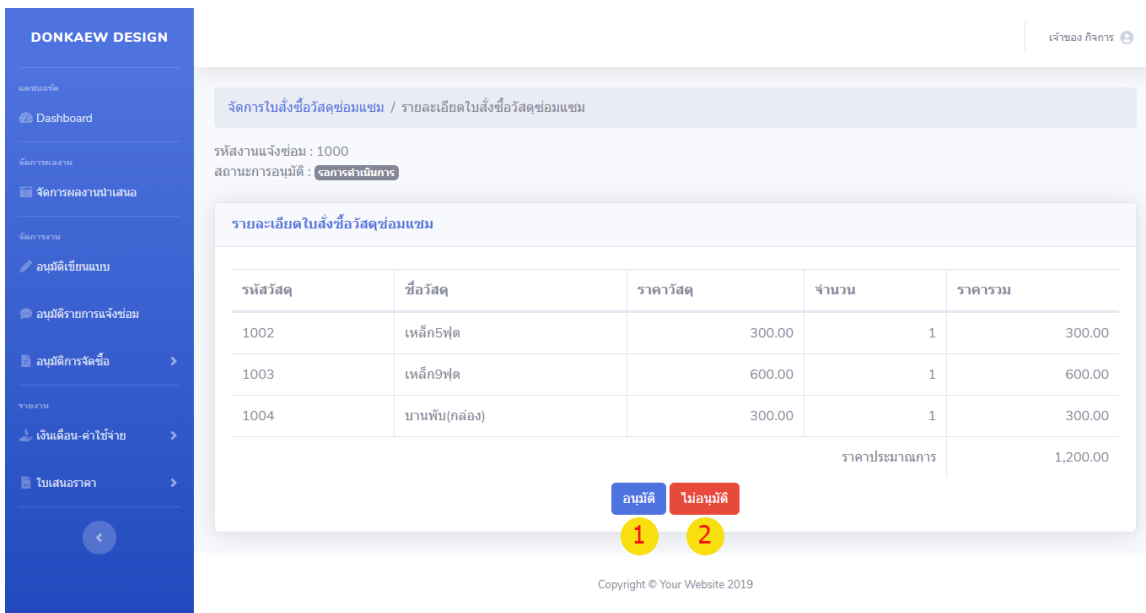 DONKAEW DESIGN
เจ้าของ กิจการ
แดชบอร์ด
Dashboard
จัดการผลงาน
จัดการผลงานนำเสนอ
จัดการงาน
อนุมัติเขียนแบบ
อนุมัติรายการแจ้งซ่อม
อนุมัติการจัดซื้อ
รายงาน
เงินเดือน-ค่าใช้จ่าย
ใบเสนอราคา
จัดการใบสั่งซื้อวัสดุซ่อมแซม / รายละเอียดใบสั่งซื้อวัสดุซ่อมแซม
รหัสงานแจ้งซ่อม : 1000
สถานะการอนุมัติ : รอการดำเนินการ
รายละเอียดใบสั่งซื้อวัสดุซ่อมแซม
รหัสวัสดุ ชื่อวัสดุ ราคาวัสดุ จำนวน ราคารวม
1002 เหล็ก5ฟุต 300.00 1 300.00
1003 เหล็ก9ฟุต 600.00 1 600.00
1004 บานพับ(กล่อง) 300.00 1 300.00
ราคาประมาณการ 1,200.00
อนุมัติ ไม่อนุมัติ
1 2
Copyright © Your Website 2019